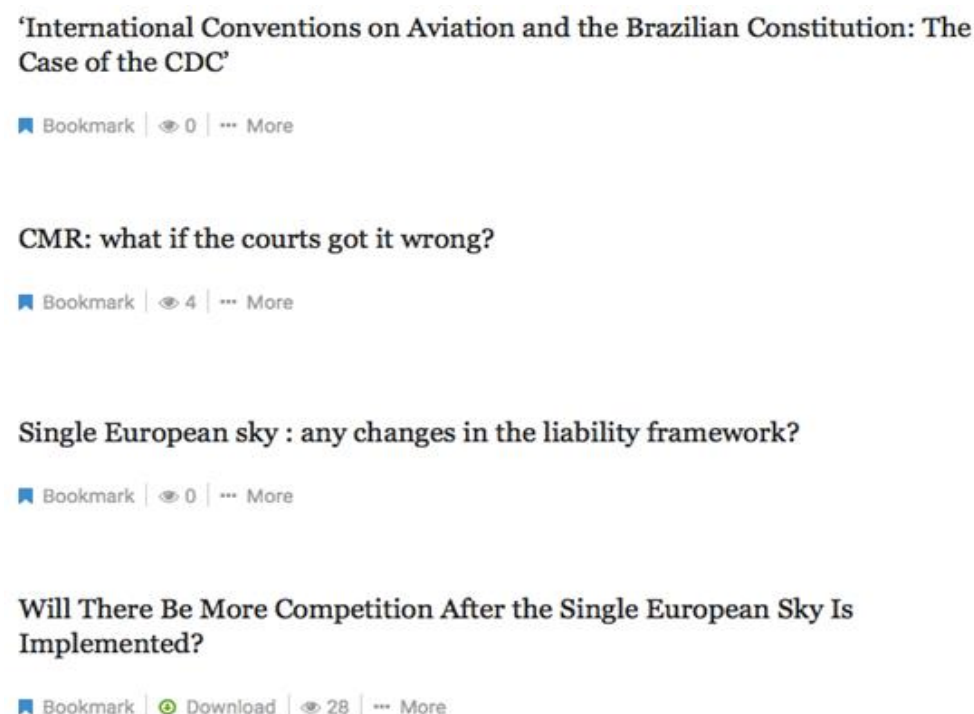 ‘International Conventions on Aviation and the Brazilian Constitution: The
Case of the CDC’
Bookmark 0 ••• More
CMR: what if the courts got it wrong?
Bookmark 4 ••• More
Single European sky : any changes in the liability framework?
Bookmark 0 ••• More
Will There Be More Competition After the Single European Sky Is
Implemented?
Bookmark Download 28 ••• More